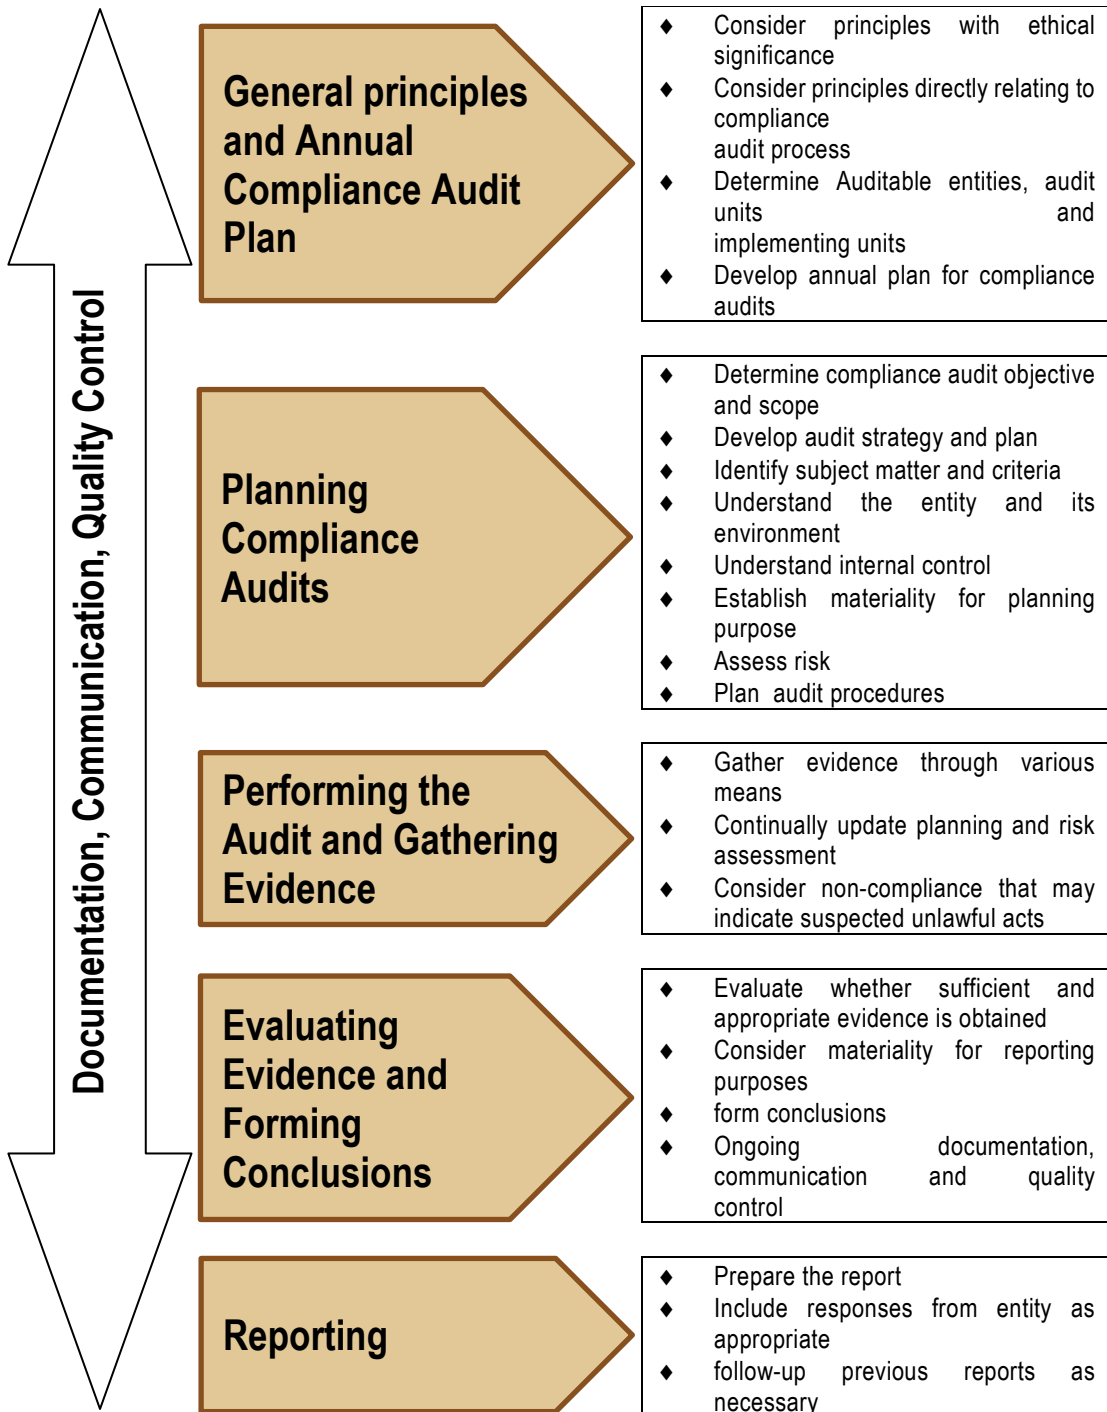 Documentation, Communication, Quality Control
General principles
and Annual
Compliance Audit
Plan
♦ Consider principles with ethical
significance
♦ Consider principles directly relating to
compliance
audit process
♦ Determine Auditable entities, audit
units and
implementing units
♦ Develop annual plan for compliance
audits
Planning
Compliance
Audits
♦ Determine compliance audit objective
and scope
♦ Develop audit strategy and plan
♦ Identify subject matter and criteria
♦ Understand the entity and its
environment
♦ Understand internal control
♦ Establish materiality for planning
purpose
♦ Assess risk
♦ Plan audit procedures
Performing the
Audit and Gathering
Evidence
♦ Gather evidence through various
means
♦ Continually update planning and risk
assessment
♦ Consider non-compliance that may
indicate suspected unlawful acts
Evaluating
Evidence and
Forming
Conclusions
♦ Evaluate whether sufficient and
appropriate evidence is obtained
♦ Consider materiality for reporting
purposes
♦ form conclusions
♦ Ongoing documentation,
communication and quality
control
Reporting
♦ Prepare the report
♦ Include responses from entity as
appropriate
♦ follow-up previous reports as
necessary